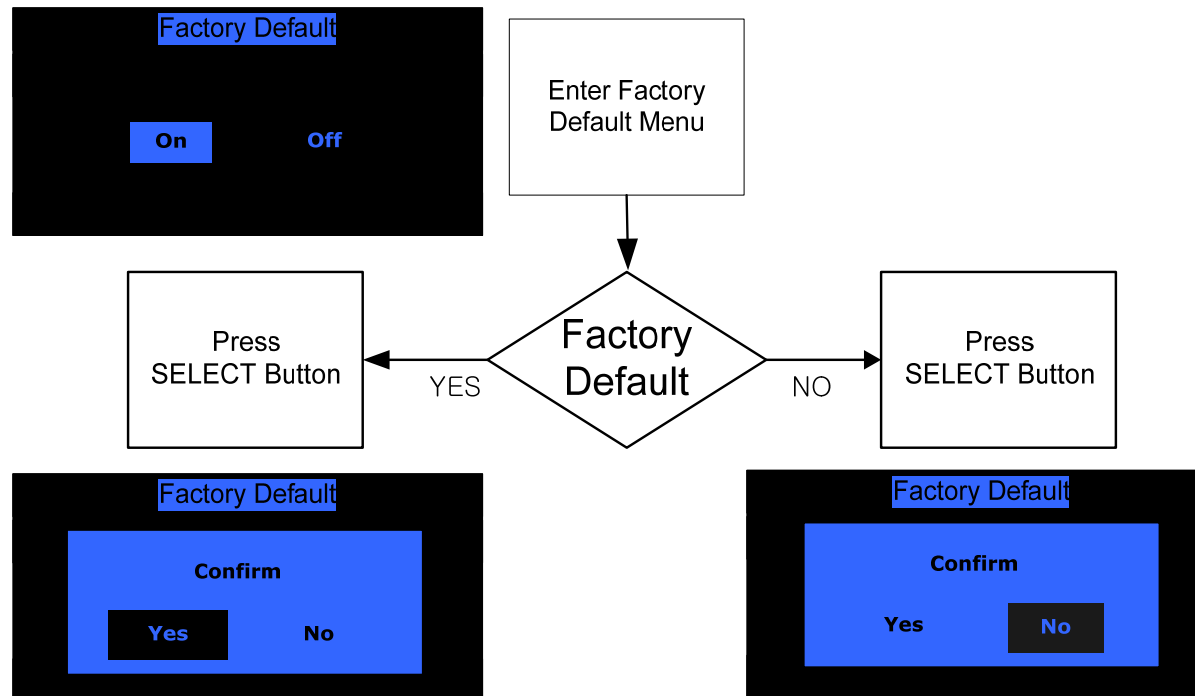 Factory Default
On Off
Enter Factory
Default Menu
Factory
Default
YES
NO
Press
SELECT Button
Press
SELECT Button
Factory Default
Confirm
Yes No
Factory Default
Confirm
Yes No